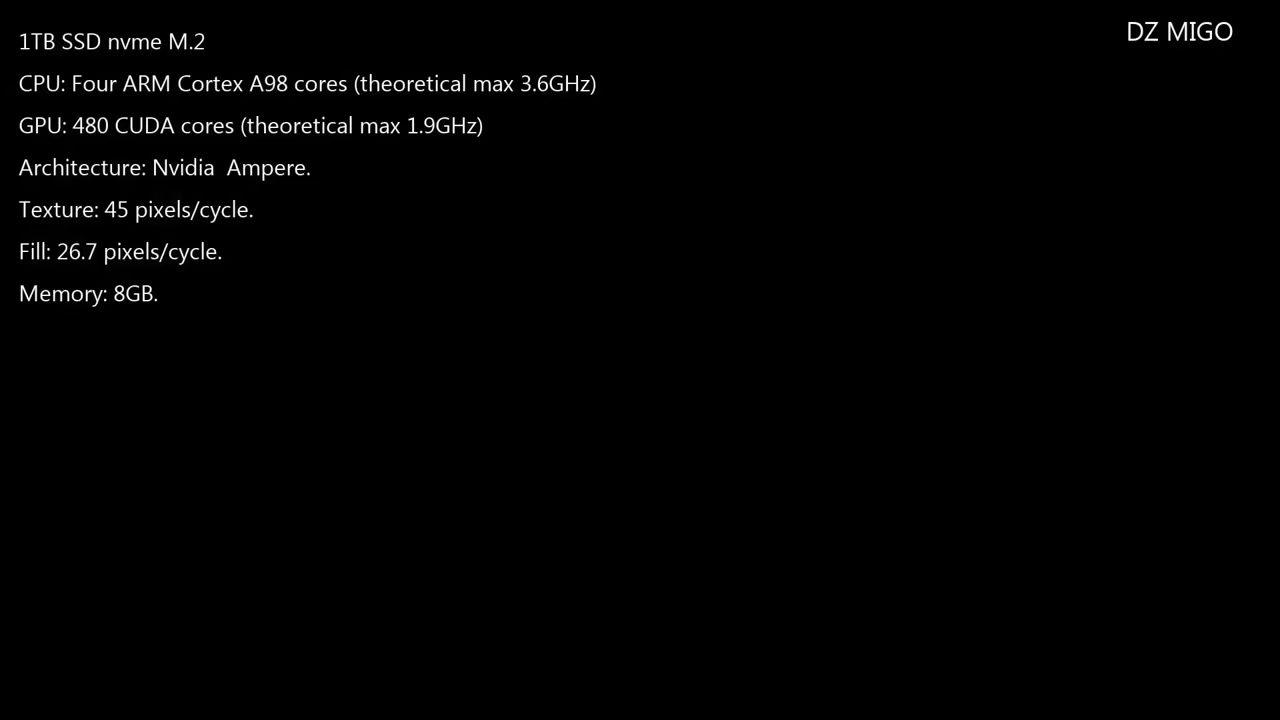 DZ MIGO
1TB SSD nvme M.2
CPU: Four ARM Cortex A98 cores (theoretical max 3.6GHz)
GPU: 480 CUDA cores (theoretical max 1.9GHz)
Architecture: Nvidia  Ampere.
Texture: 45 pixels/cycle.
Fill: 26.7 pixels/cycle.
Memory: 8GB.